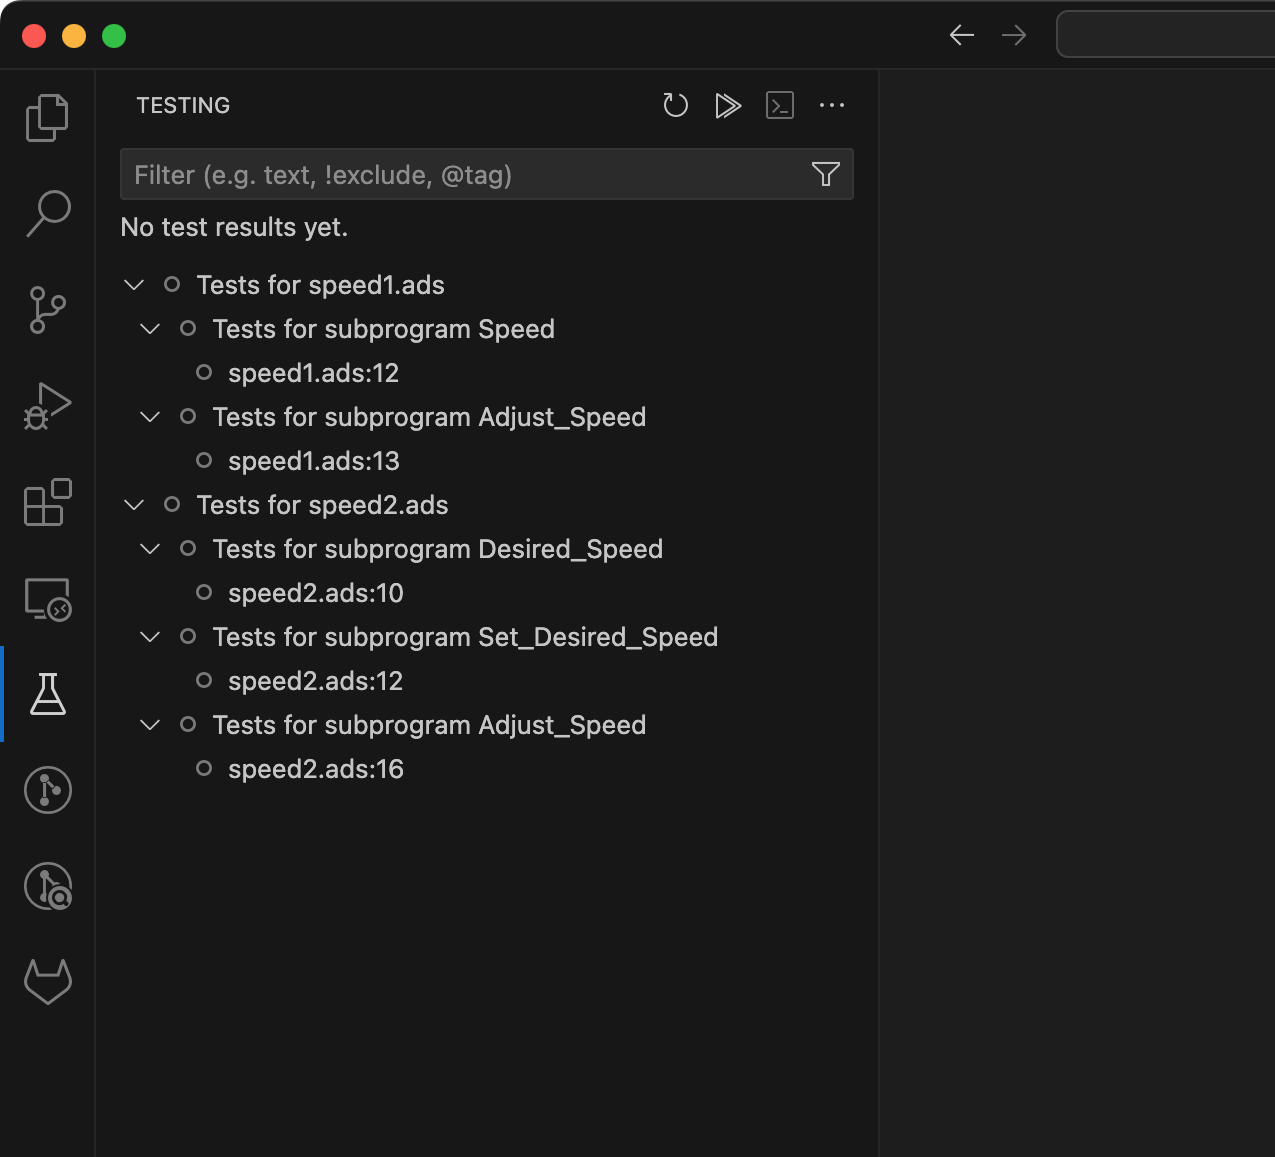 TESTING
Filter (e.g. text, !exclude, @tag)
No test results yet.
Tests for speed1.ads
Tests for subprogram Speed
speed1.ads:12
Tests for subprogram Adjust_Speed
speed1.ads:13
Tests for speed2.ads
Tests for subprogram Desired_Speed
speed2.ads:10
Tests for subprogram Set_Desired_Speed
speed2.ads:12
Tests for subprogram Adjust_Speed
speed2.ads:16